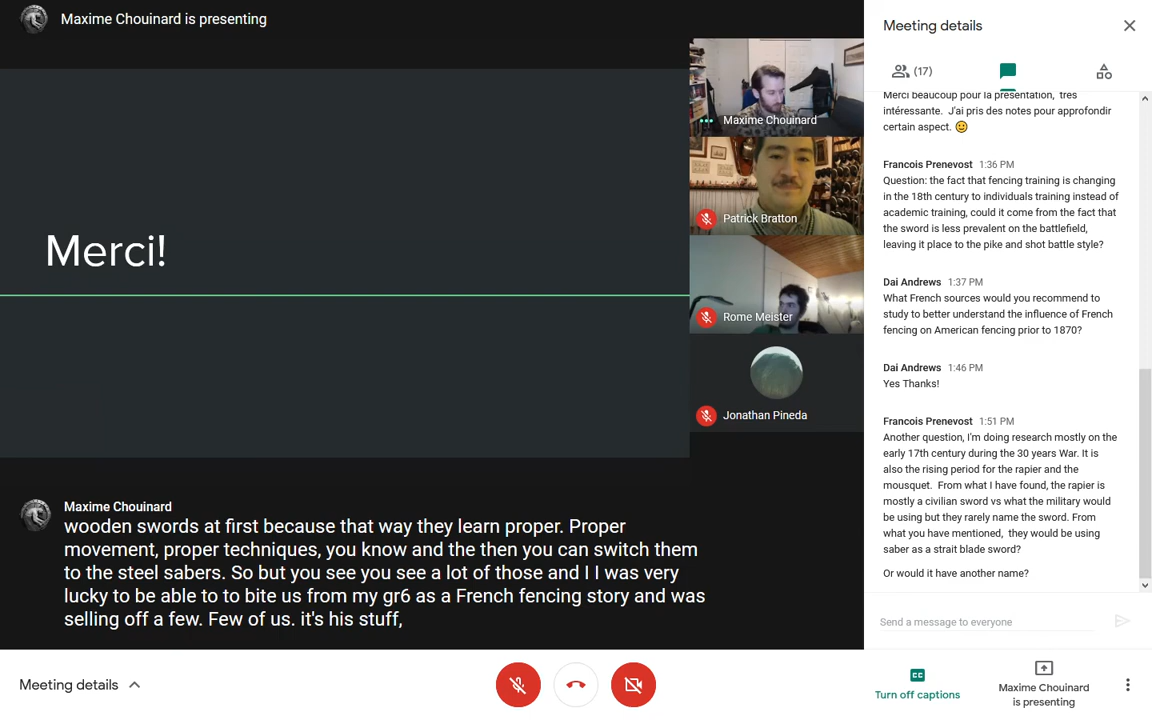 Maxime Chouinard is presenting
Merci!
Maxime Chouinard
Patrick Bratton
Rome Meister
Jonathan Pineda
Maxime Chouinard
wooden swords at first because that way they learn proper. Proper
movement, proper techniques, you know and the then you can switch them
to the steel sabers. So but you see you see a lot of those and I I was very
lucky to be able to to bite us from my gr6 as a French fencing story and was
selling off a few. Few of us. it's his stuff,
Meeting details
Meeting details
(17)
Merci beaucoup pour la présentation, très
intéressante. J'ai pris des notes pour approfondir
certain aspect.
Francois Prenevost 1:36 PM
Question: the fact that fencing training is changing
in the 18th century to individuals training instead of
academic training, could it come from the fact that
the sword is less prevalent on the battlefield,
leaving it place to the pike and shot battle style?
Dai Andrews 1:37 PM
What French sources would you recommend to
study to better understand the influence of French
fencing on American fencing prior to 1870?
Dai Andrews 1:46 PM
Yes Thanks!
Francois Prenevost 1:51 PM
Another question, I'm doing research mostly on the
early 17th century during the 30 years War. It is
also the rising period for the rapier and the
mousquet. From what I have found, the rapier is
mostly a civilian sword vs what the military would
be using but they rarely name the sword. From
what you have mentioned, they would be using
saber as a strait blade sword?
Or would it have another name?
Send a message to everyone
CC
Turn off captions
Maxime Chouinard
is presenting